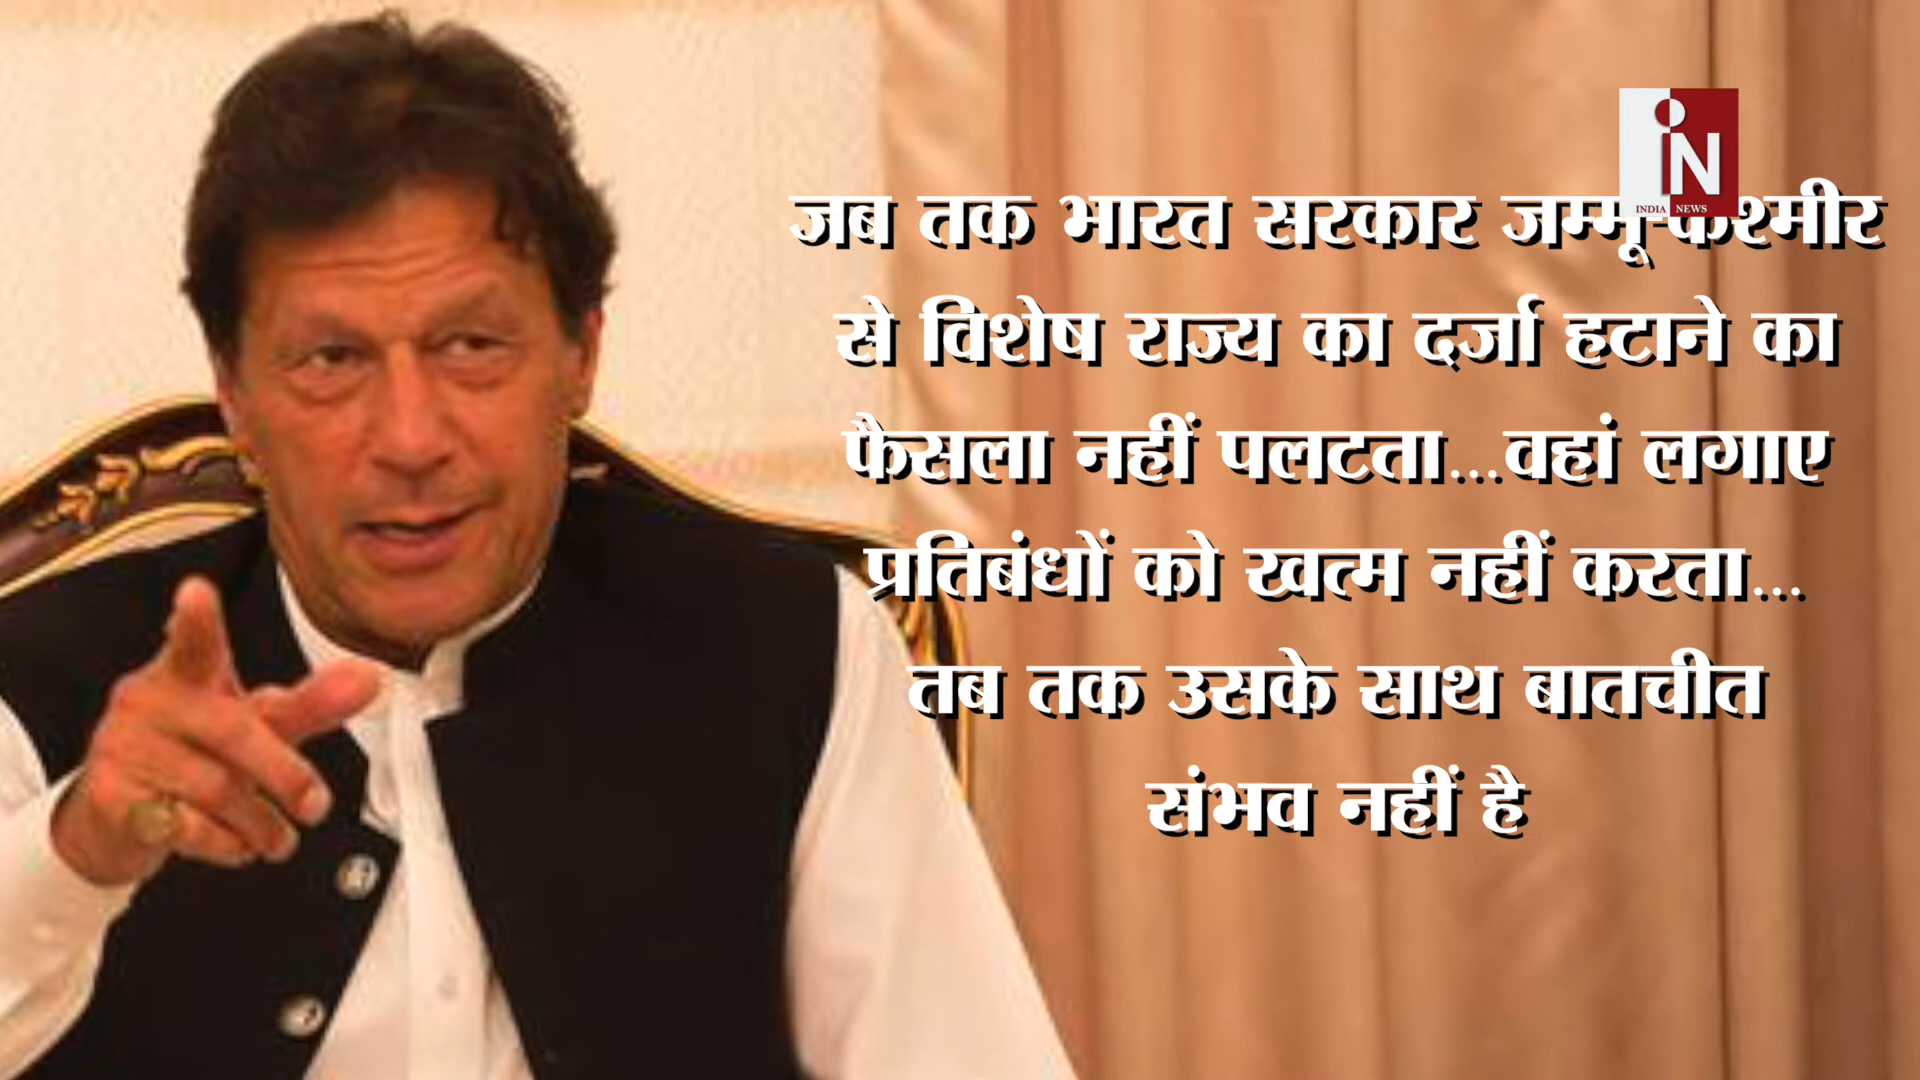 IN
INDIA NEWS
जब तक भारत सरकार जम्मू-कश्मीर
से विशेष राज्य का दर्जा हटाने का
फैसला नहीं पलटता...वहां लगाए
प्रतिबंधों को खत्म नहीं करता...
तब तक उसके साथ बातचीत
संभव नहीं है